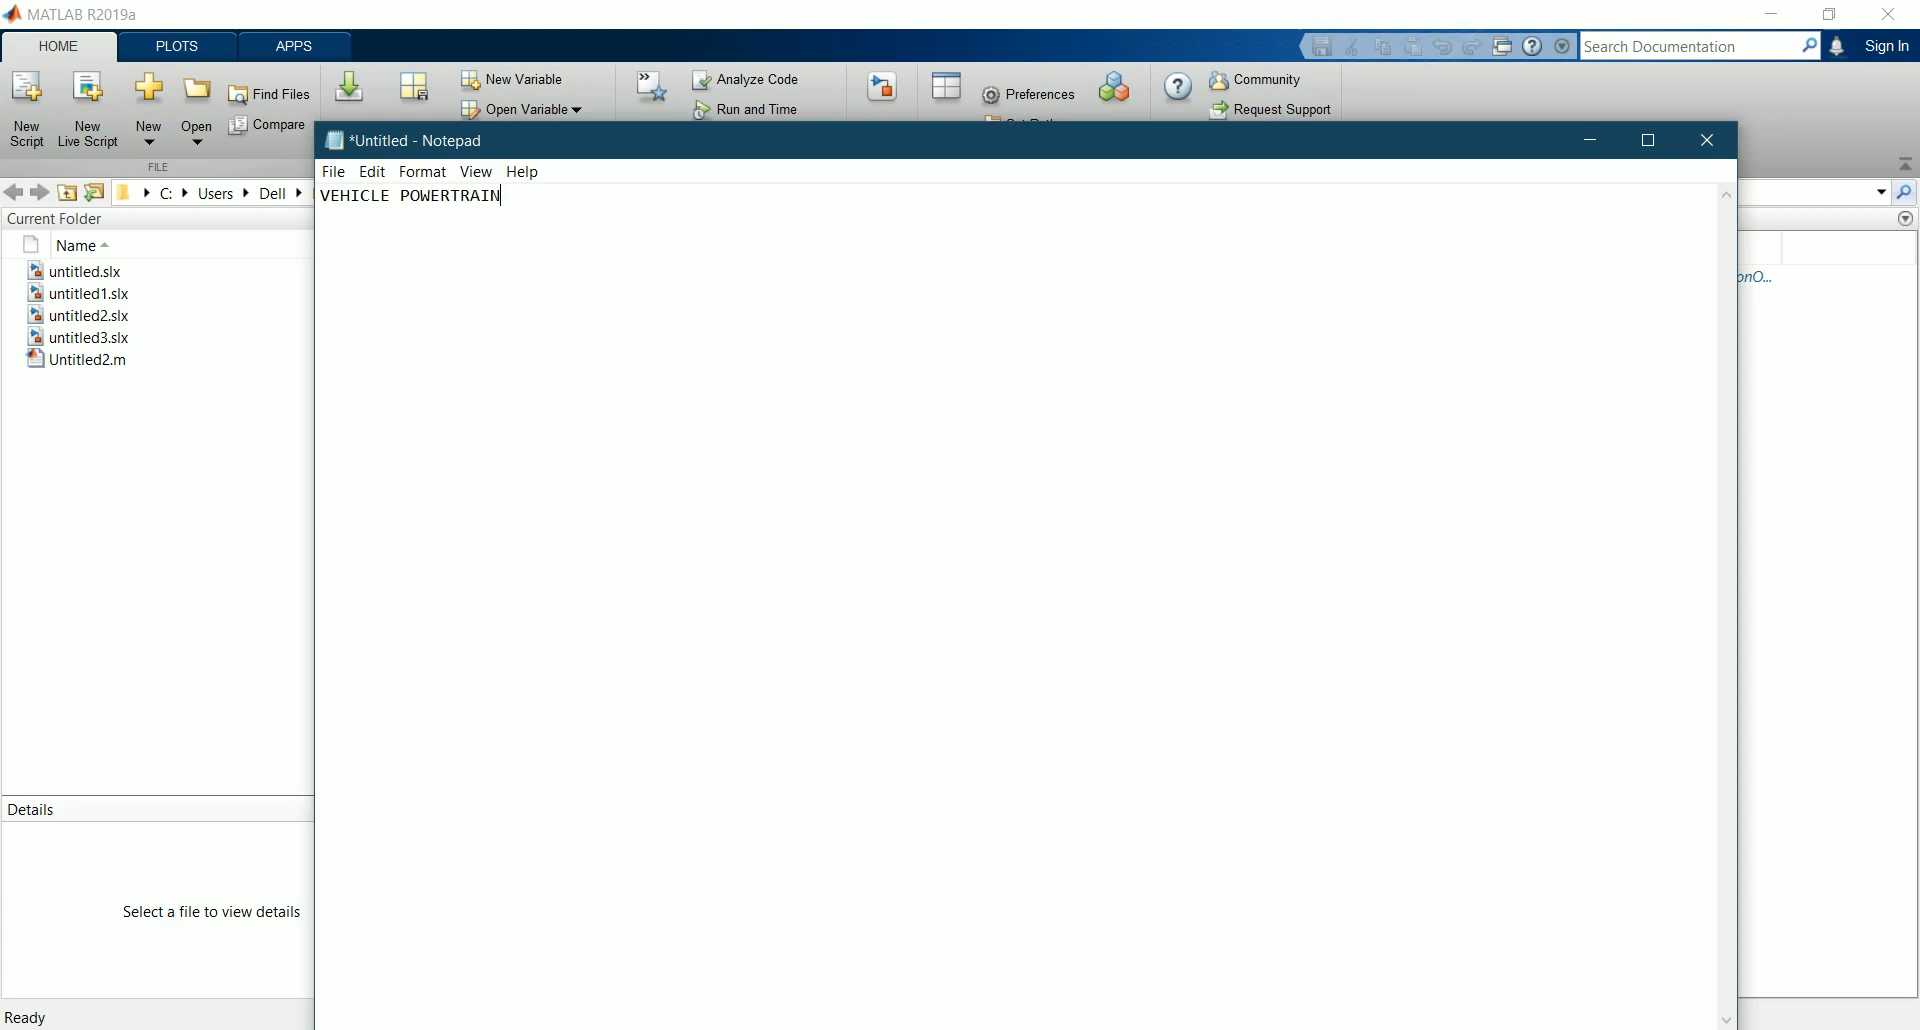 MATLAB R2019a
HOME PLOTS APPS
Search Documentation
Sign In
New Script
New Live Script
New
Open
Find Files
Compare
New Variable
Open Variable
Analyze Code
Run and Time
Preferences
Community
Request Support
FILE
*Untitled - Notepad
File Edit Format View Help
VEHICLE POWERTRAIN
C: Users Dell
Current Folder
Name
untitled.slx
untitled1.slx
untitled2.slx
untitled3.slx
Untitled2.m
onO...
Details
Select a file to view details
Ready